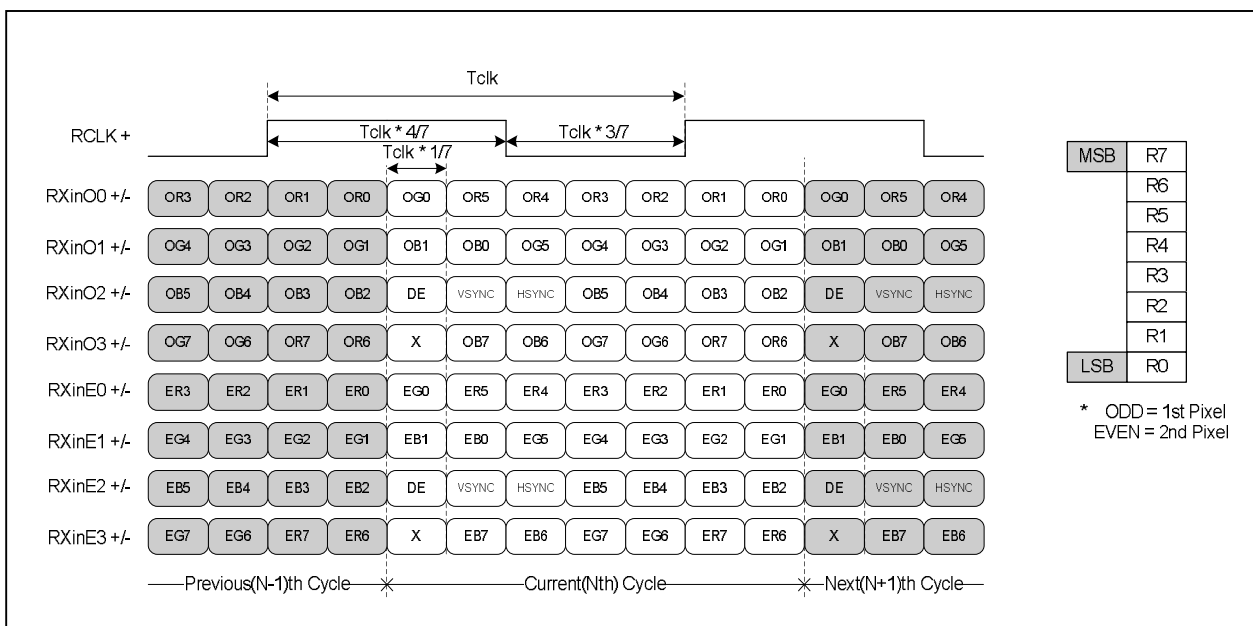 Tclk
RCLK +
Tclk * 4/7
Tclk * 3/7
Tclk * 1/7
RXinO0 +/- OR3 OR2 OR1 OR0 OG0 OR5 OR4 OR3 OR2 OR1 OR0 OG0 OR5 OR4
RXinO1 +/- OG4 OG3 OG2 OG1 OB1 OB0 OG5 OG4 OG3 OG2 OG1 OB1 OB0 OG5
RXinO2 +/- OB5 OB4 OB3 OB2 DE VSYNC HSYNC OB5 OB4 OB3 OB2 DE VSYNC HSYNC
RXinO3 +/- OG7 OG6 OR7 OR6 X OB7 OB6 OG7 OG6 OR7 OR6 X OB7 OB6
RXinE0 +/- ER3 ER2 ER1 ER0 EG0 ER5 ER4 ER3 ER2 ER1 ER0 EG0 ER5 ER4
RXinE1 +/- EG4 EG3 EG2 EG1 EB1 EB0 EG5 EG4 EG3 EG2 EG1 EB1 EB0 EG5
RXinE2 +/- EB5 EB4 EB3 EB2 DE VSYNC HSYNC EB5 EB4 EB3 EB2 DE VSYNC HSYNC
RXinE3 +/- EG7 EG6 ER7 ER6 X EB7 EB6 EG7 EG6 ER7 ER6 X EB7 EB6
Previous(N-1)th Cycle Current(Nth) Cycle Next(N+1)th Cycle
MSB R7
R6
R5
R4
R3
R2
R1
LSB R0
* ODD = 1st Pixel
EVEN = 2nd Pixel